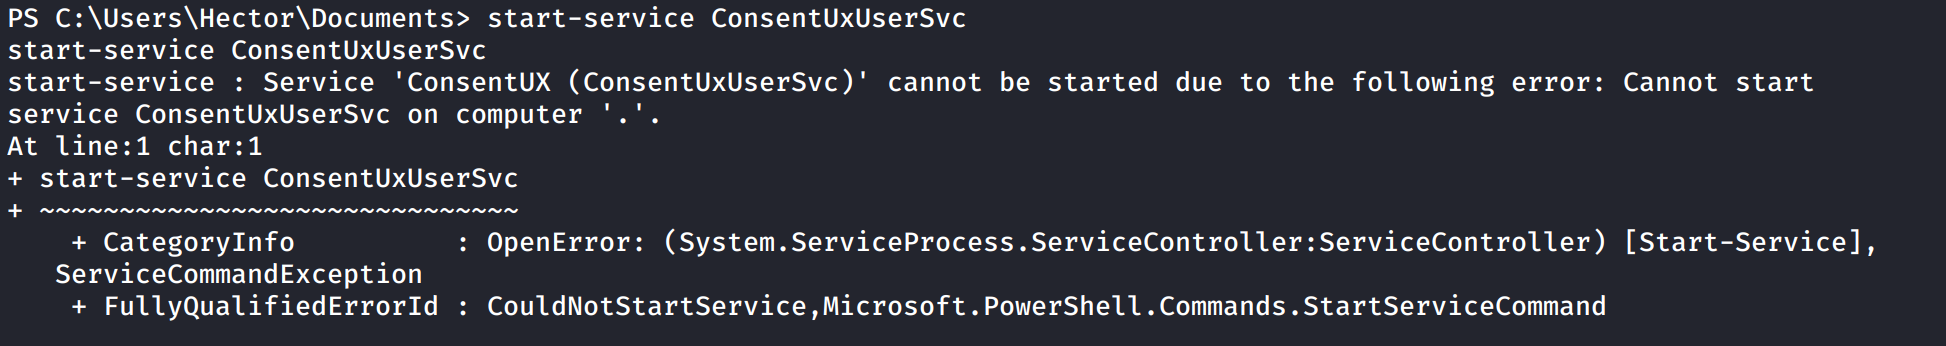 PS C:\Users\Hector\Documents> start-service ConsentUxUserSvc
start-service ConsentUxUserSvc
start-service : Service 'ConsentUX (ConsentUxUserSvc)' cannot be started due to the following error: Cannot start
service ConsentUxUserSvc on computer '.'.
At line:1 char:1
+ start-service ConsentUxUserSvc
+ ~~~~~~~~~~~~~~~~~~~~~~~~~~~~~~
    + CategoryInfo          : OpenError: (System.ServiceProcess.ServiceController:ServiceController) [Start-Service],
   ServiceCommandException
    + FullyQualifiedErrorId : CouldNotStartService,Microsoft.PowerShell.Commands.StartServiceCommand